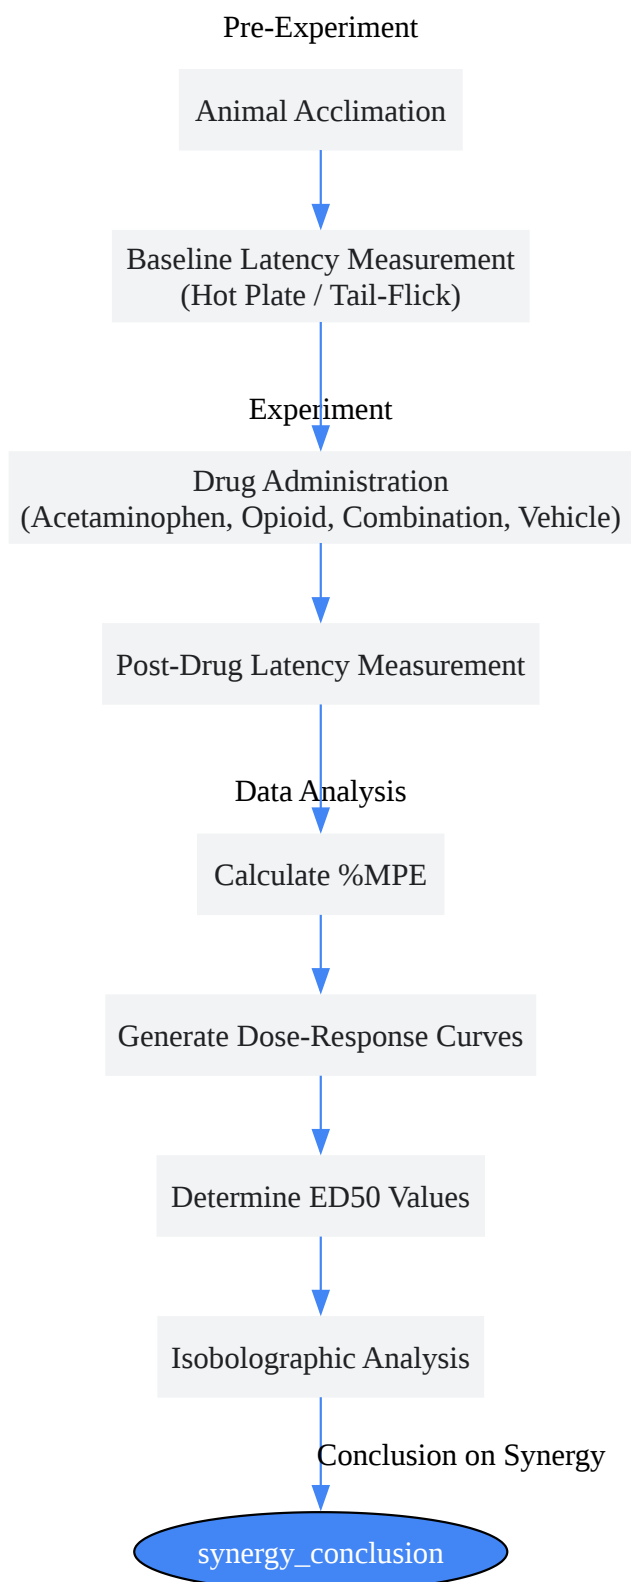 Pre-Experiment
Animal Acclimation
Baseline Latency Measurement
(Hot Plate / Tail-Flick)
Experiment
Drug Administration
(Acetaminophen, Opioid, Combination, Vehicle)
Post-Drug Latency Measurement
Data Analysis
Calculate %MPE
Generate Dose-Response Curves
Determine ED50 Values
Isobolographic Analysis
Conclusion on Synergy
synergy_conclusion